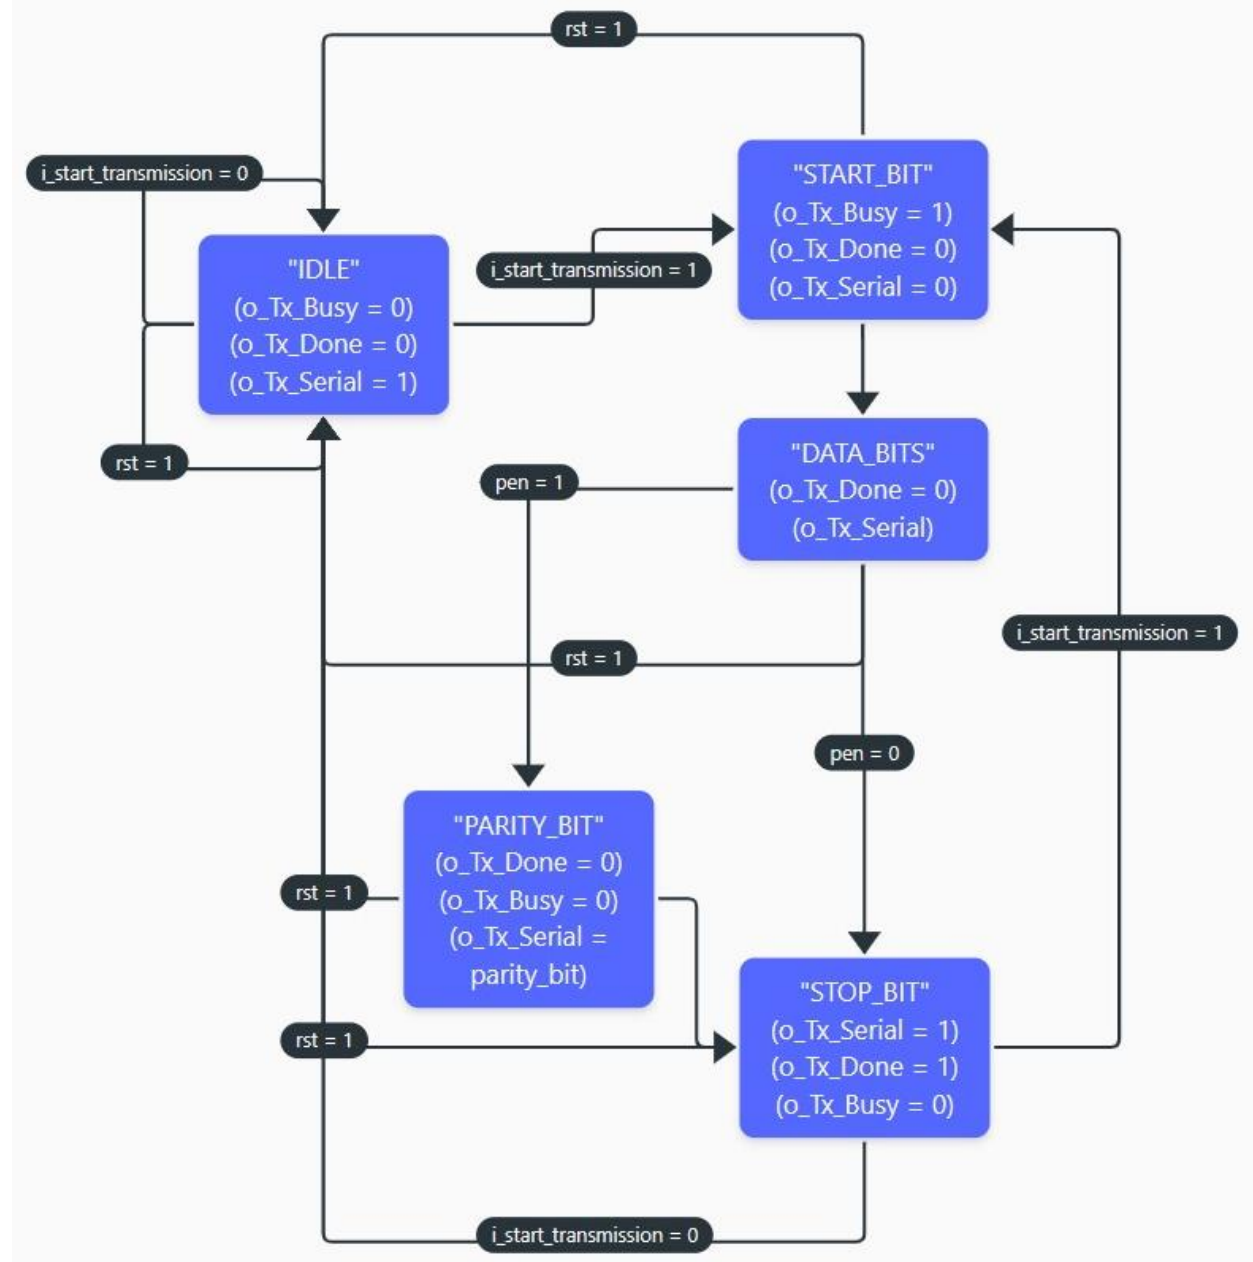 rst = 1
i_start_transmission = 0
"START_BIT"
(o_Tx_Busy = 1)
(o_Tx_Done = 0)
(o_Tx_Serial = 0)
"IDLE"
(o_Tx_Busy = 0)
(o_Tx_Done = 0)
(o_Tx_Serial = 1)
i_start_transmission = 1
rst = 1
"DATA_BITS"
(o_Tx_Done = 0)
(o_Tx_Serial)
pen = 1
i_start_transmission = 1
rst = 1
pen = 0
"PARITY_BIT"
(o_Tx_Done = 0)
(o_Tx_Busy = 0)
(o_Tx_Serial =
parity_bit)
rst = 1
rst = 1
"STOP_BIT"
(o_Tx_Serial = 1)
(o_Tx_Done = 1)
(o_Tx_Busy = 0)
i_start_transmission = 0